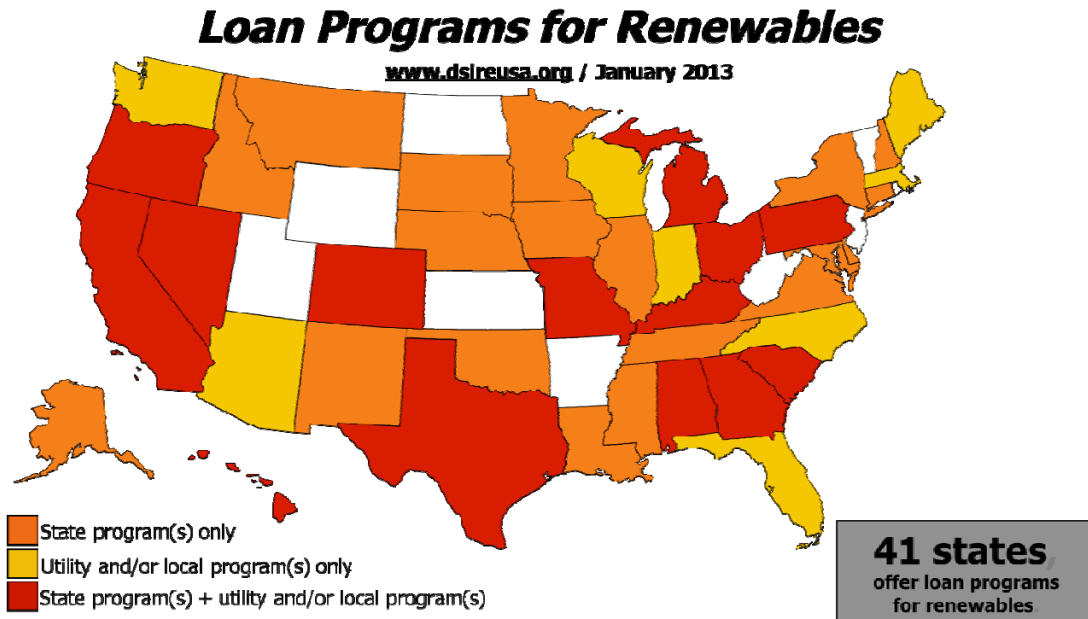 Loan Programs for Renewables
www.dsireusa.org / January 2013
State program(s) only
Utility and/or local program(s) only
State program(s) + utility and/or local program(s)
41 states,
offer loan programs
for renewables.